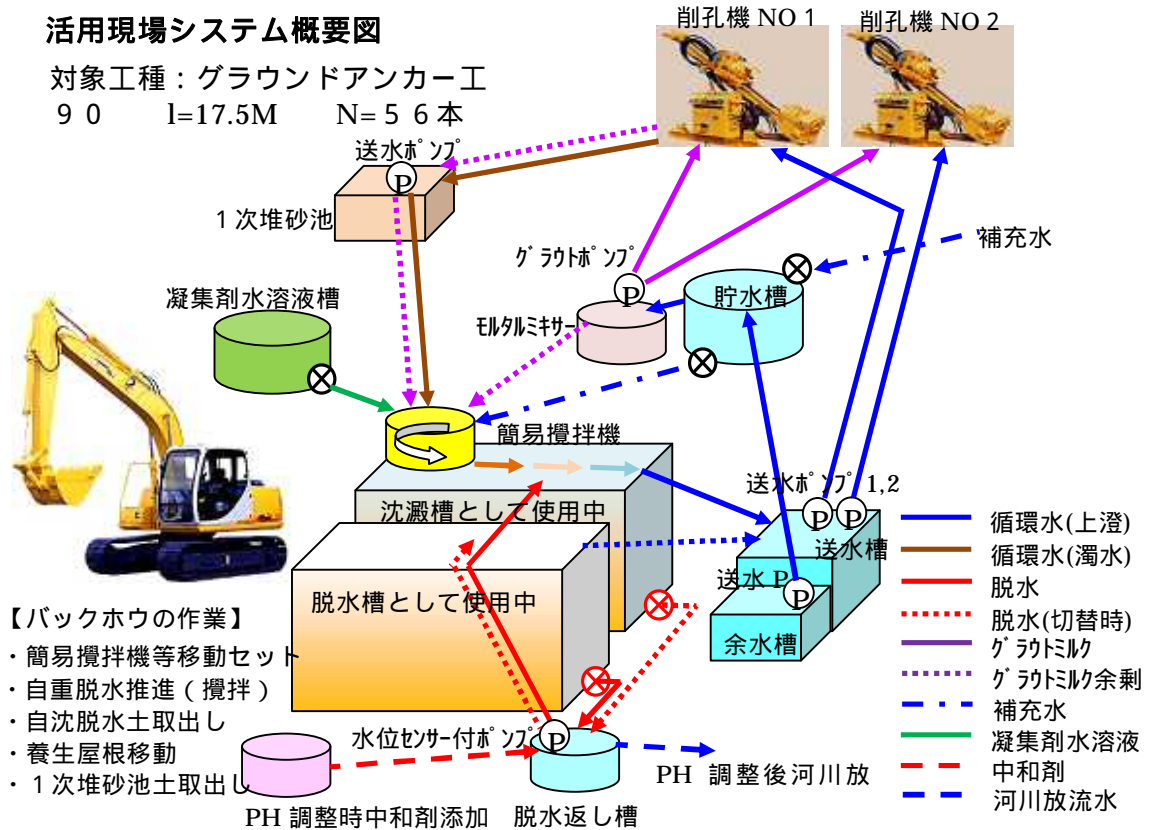 活用現場システム概要図
対象工種：グラウンドアンカー工
９０　l=17.5M　N=５６本
削孔機 NO１
削孔機 NO２
送水ﾎﾟﾝﾌﾟ
P
１次堆砂池
ｸﾞﾗｳﾄﾎﾟﾝﾌﾟ
P
補充水
貯水槽
凝集剤水溶液槽
ﾓﾙﾀﾙﾐｷｻｰ
簡易攪拌機
沈澱槽として使用中
送水ﾎﾟﾝﾌﾟ 1,2
P
P
送水槽
送水 P
P
余水槽
脱水槽として使用中
【バックホウの作業】
・簡易攪拌機等移動セット
・自重脱水推進（攪拌）
・自沈脱水土取出し
・養生屋根移動
・１次堆砂池土取出し
水位ｾﾝｻｰ付ﾎﾟﾝﾌﾟ
P
PH 調整後河川放
PH 調整時中和剤添加
脱水返し槽
循環水(上澄)
循環水(濁水)
脱水
脱水(切替時)
ｸﾞﾗｳﾄﾐﾙｸ
ｸﾞﾗｳﾄﾐﾙｸ余剰
補充水
凝集剤水溶液
中和剤
河川放流水